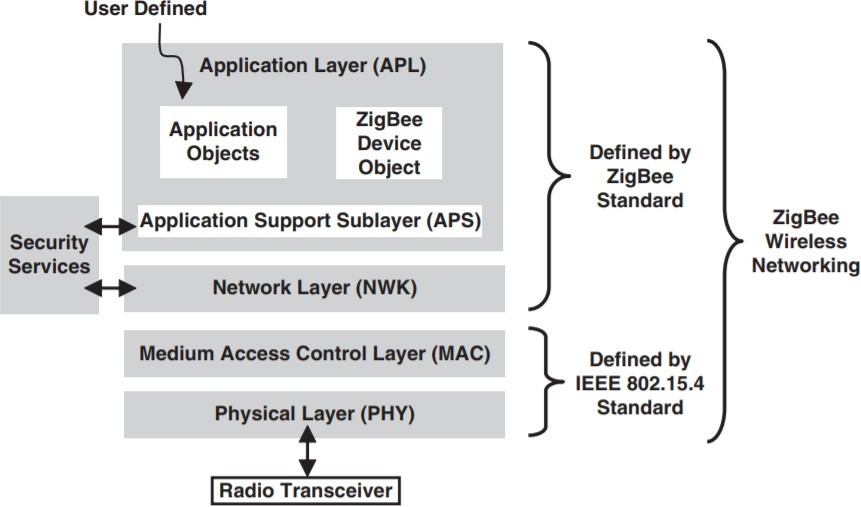 User Defined
Application Layer (APL)
Application
Objects
ZigBee
Device
Object
Application Support Sublayer (APS)
Security
Services
Network Layer (NWK)
Medium Access Control Layer (MAC)
Physical Layer (PHY)
Radio Transceiver
Defined by
ZigBee
Standard
Defined by
IEEE 802.15.4
Standard
ZigBee
Wireless
Networking